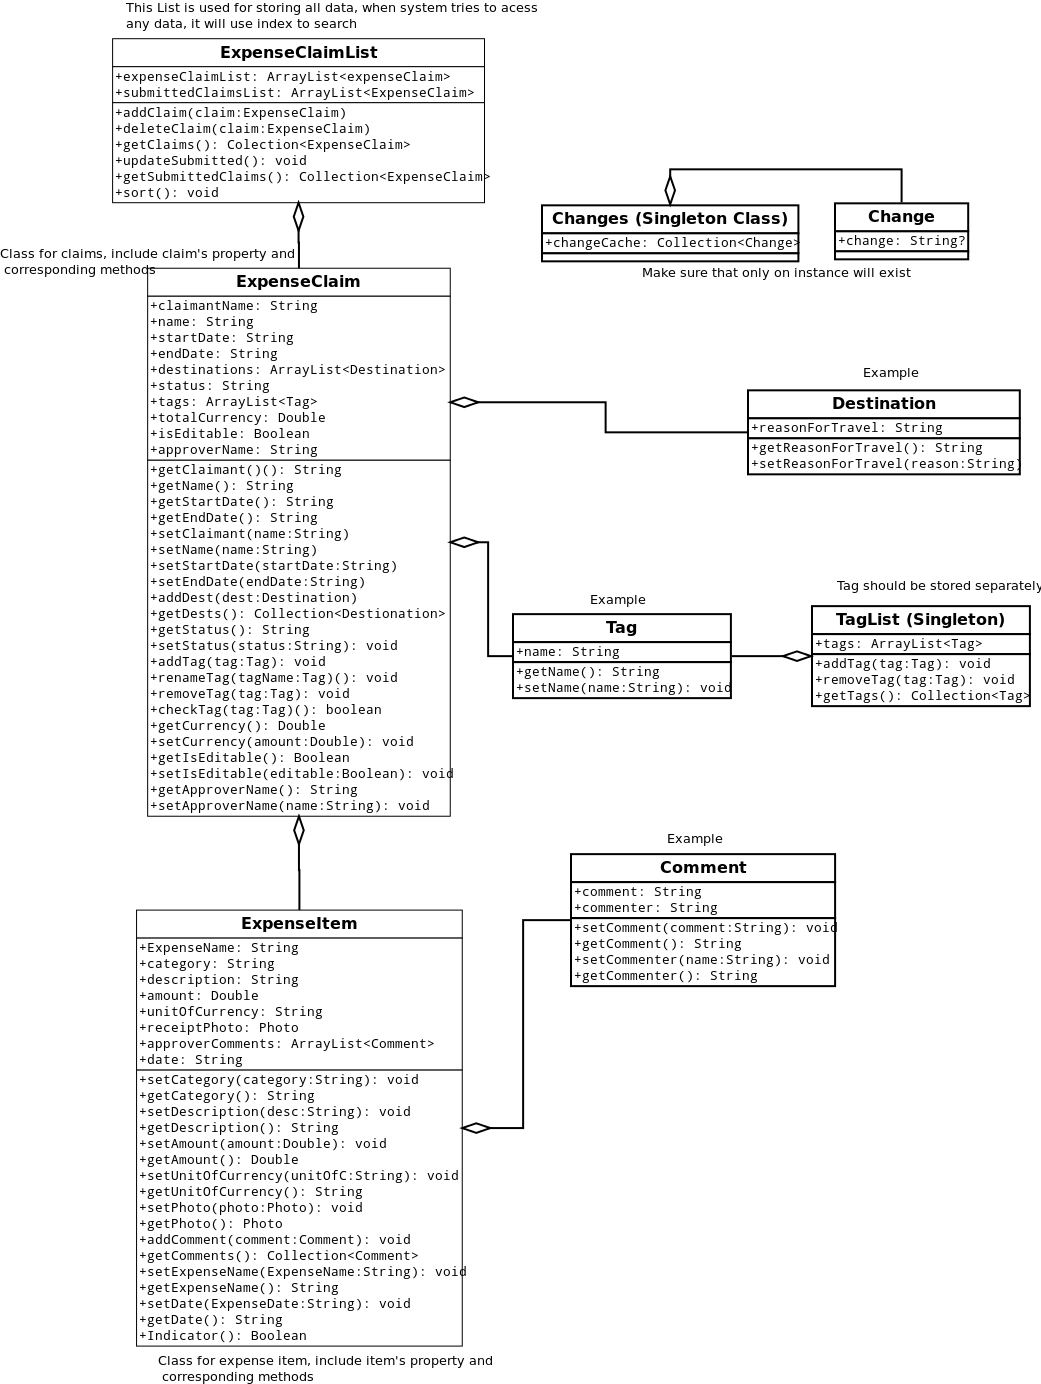 This List is used for storing all data, when system tries to acess
any data, it will use index to search
ExpenseClaimList
+expenseClaimList: ArrayList<expenseClaim>
+submittedClaimsList: ArrayList<ExpenseClaim>
+addClaim(claim:ExpenseClaim)
+deleteClaim(claim:ExpenseClaim)
+getClaims(): Colection<ExpenseClaim>
+updateSubmitted(): void
+getSubmittedClaims(): Collection<ExpenseClaim>
+sort(): void
Changes (Singleton Class)
+changeCache: Collection<Change>
Change
+change: String?
Make sure that only on instance will exist
Class for claims, include claim's property and
corresponding methods
ExpenseClaim
+claimantName: String
+name: String
+startDate: String
+endDate: String
+destinations: ArrayList<Destination>
+status: String
+tags: ArrayList<Tag>
+totalCurrency: Double
+isEditable: Boolean
+approverName: String
+getClaimant()(): String
+getName(): String
+getStartDate(): String
+getEndDate(): String
+setClaimant(name:String)
+setName(name:String)
+setStartDate(startDate:String)
+setEndDate(endDate:String)
+addDest(dest:Destination)
+getDests(): Collection<Destionation>
+getStatus(): String
+setStatus(status:String): void
+addTag(tag:Tag): void
+renameTag(tagName:Tag)(): void
+removeTag(tag:Tag): void
+checkTag(tag:Tag)(): boolean
+getCurrency(): Double
+setCurrency(amount:Double): void
+getIsEditable(): Boolean
+setIsEditable(editable:Boolean): void
+getApproverName(): String
+setApproverName(name:String): void
Example
Destination
+reasonForTravel: String
+getReasonForTravel(): String
+setReasonForTravel(reason:String)
Example
Tag
+name: String
+getName(): String
+setName(name:String): void
Tag should be stored separately
TagList (Singleton)
+tags: ArrayList<Tag>
+addTag(tag:Tag): void
+removeTag(tag:Tag): void
+getTags(): Collection<Tag>
Example
Comment
+comment: String
+commenter: String
+setComment(comment:String): void
+getComment(): String
+setCommenter(name:String): void
+getCommenter(): String
ExpenseItem
+ExpenseName: String
+category: String
+description: String
+amount: Double
+unitOfCurrency: String
+receiptPhoto: Photo
+approverComments: ArrayList<Comment>
+date: String
+setCategory(category:String): void
+getCategory(): String
+setDescription(desc:String): void
+getDescription(): String
+setAmount(amount:Double): void
+getAmount(): Double
+setUnitOfCurrency(unitOfC:String): void
+getUnitOfCurrency(): String
+setPhoto(photo:Photo): void
+getPhoto(): Photo
+addComment(comment:Comment): void
+getComments(): Collection<Comment>
+setExpenseName(ExpenseName:String): void
+getExpenseName(): String
+setDate(ExpenseDate:String): void
+getDate(): String
+Indicator(): Boolean
Class for expense item, include item's property and
corresponding methods